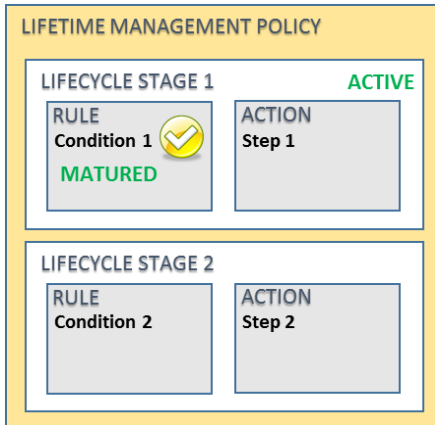 LIFETIME MANAGEMENT POLICY
LIFECYCLE STAGE 1 ACTIVE
RULE
Condition 1
MATURED
ACTION
Step 1
LIFECYCLE STAGE 2
RULE
Condition 2
ACTION
Step 2